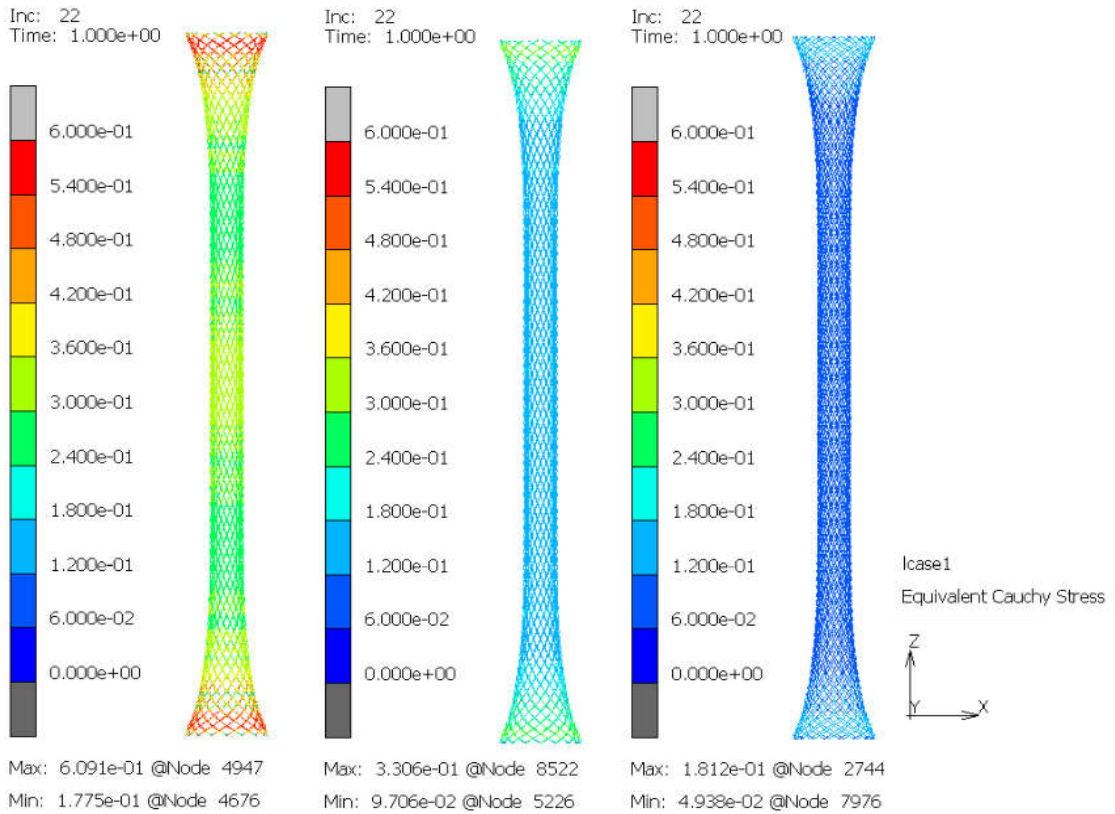 Inc: 22
Time: 1.000e+00
6.000e-01
5.400e-01
4.800e-01
4.200e-01
3.600e-01
3.000e-01
2.400e-01
1.800e-01
1.200e-01
6.000e-02
0.000e+00
Max: 6.091e-01 @Node 4947
Min: 1.775e-01 @Node 4676
Inc: 22
Time: 1.000e+00
6.000e-01
5.400e-01
4.800e-01
4.200e-01
3.600e-01
3.000e-01
2.400e-01
1.800e-01
1.200e-01
6.000e-02
0.000e+00
Max: 3.306e-01 @Node 8522
Min: 9.706e-02 @Node 5226
Inc: 22
Time: 1.000e+00
6.000e-01
5.400e-01
4.800e-01
4.200e-01
3.600e-01
3.000e-01
2.400e-01
1.800e-01
1.200e-01
6.000e-02
0.000e+00
Max: 1.812e-01 @Node 2744
Min: 4.938e-02 @Node 7976
lcase1
Equivalent Cauchy Stress
Z
Y
X